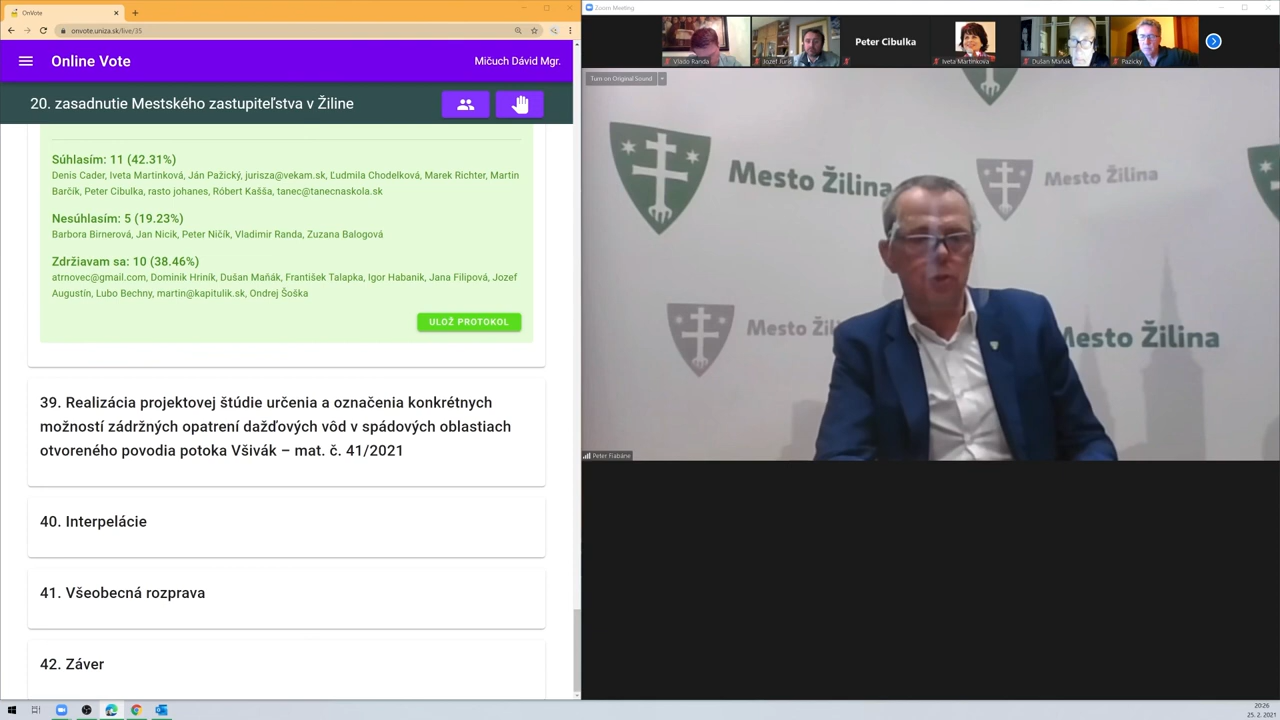 OnVote
onvote.uniza.sk/live/35
Online Vote
Mičuch Dávid Mgr.
20. zasadnutie Mestského zastupiteľstva v Žiline
Súhlasím: 11 (42.31%)
Denis Cader, Iveta Martinková, Ján Pažický, jurisza@vekam.sk, Ľudmila Chodelková, Marek Richter, Martin
Barčík, Peter Cibulka, rasto johanes, Róbert Kašša, tanec@tanecnaskola.sk
Nesúhlasím: 5 (19.23%)
Barbora Birnerová, Jan Nicik, Peter Ničík, Vladimir Randa, Zuzana Balogová
Zdržiavam sa: 10 (38.46%)
atrnovec@gmail.com, Dominik Hriník, Dušan Maňák, František Talapka, Igor Habanik, Jana Filipová, Jozef
Augustín, Lubo Bechny, martin@kapitulik.sk, Ondrej Šoška
ULOŽ PROTOKOL
39. Realizácia projektovej štúdie určenia a označenia konkrétnych
možností zádržných opatrení dažďových vôd v spádových oblastiach
otvoreného povodia potoka Všivák – mat. č. 41/2021
40. Interpelácie
41. Všeobecná rozprava
42. Záver
Zoom Meeting
Vlado Randa
Jozef Juriš
Peter Cibulka
Iveta Martinkova
Dušan Maňák
Pažický
Turn on Original Sound
Mesto Žilina
Mesto Žilina
Mesto Žili
Mesto Žilina
Peter Fiabáne
20:26
25. 2. 2021